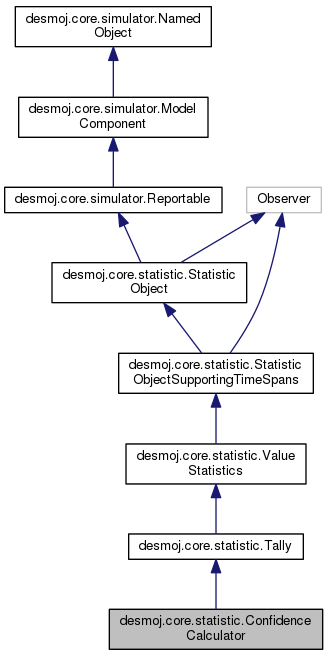 desmoj.core.simulator.Named
Object
desmoj.core.simulator.Model
Component
desmoj.core.simulator.Reportable
Observer
desmoj.core.statistic.Statistic
Object
desmoj.core.statistic.Statistic
ObjectSupportingTimeSpans
desmoj.core.statistic.Value
Statistics
desmoj.core.statistic.Tally
desmoj.core.statistic.Confidence
Calculator